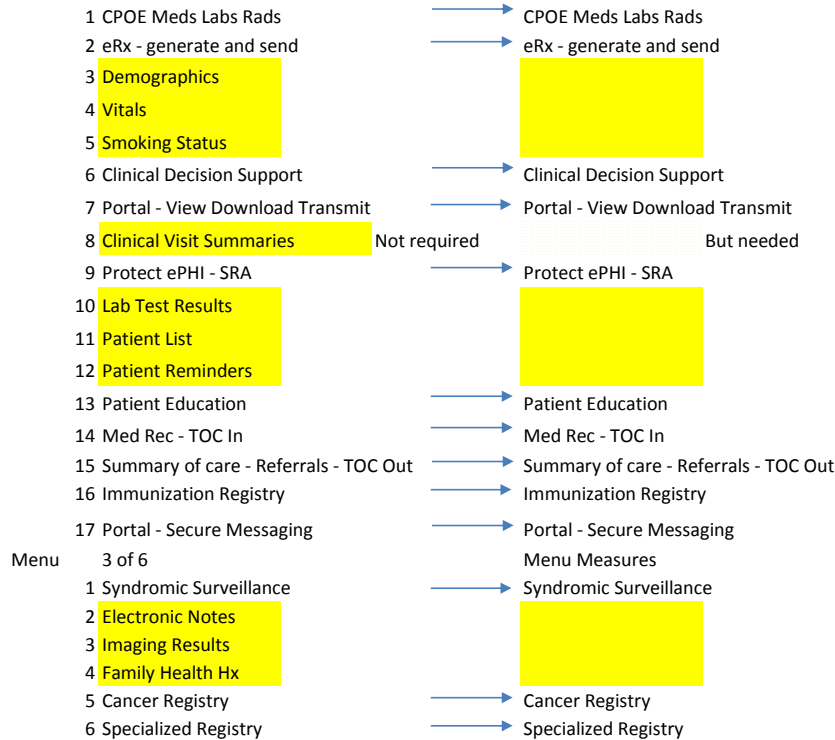 1 CPOE Meds Labs Rads CPOE Meds Labs Rads
2 eRx - generate and send eRx - generate and send
3 Demographics
4 Vitals
5 Smoking Status
6 Clinical Decision Support Clinical Decision Support
7 Portal - View Download Transmit Portal - View Download Transmit
8 Clinical Visit Summaries Not required But needed
9 Protect ePHI - SRA Protect ePHI - SRA
10 Lab Test Results
11 Patient List
12 Patient Reminders
13 Patient Education Patient Education
14 Med Rec - TOC In Med Rec - TOC In
15 Summary of care - Referrals - TOC Out Summary of care - Referrals - TOC Out
16 Immunization Registry Immunization Registry
17 Portal - Secure Messaging Portal - Secure Messaging
Menu 3 of 6 Menu Measures
1 Syndromic Surveillance Syndromic Surveillance
2 Electronic Notes
3 Imaging Results
4 Family Health Hx
5 Cancer Registry Cancer Registry
6 Specialized Registry Specialized Registry